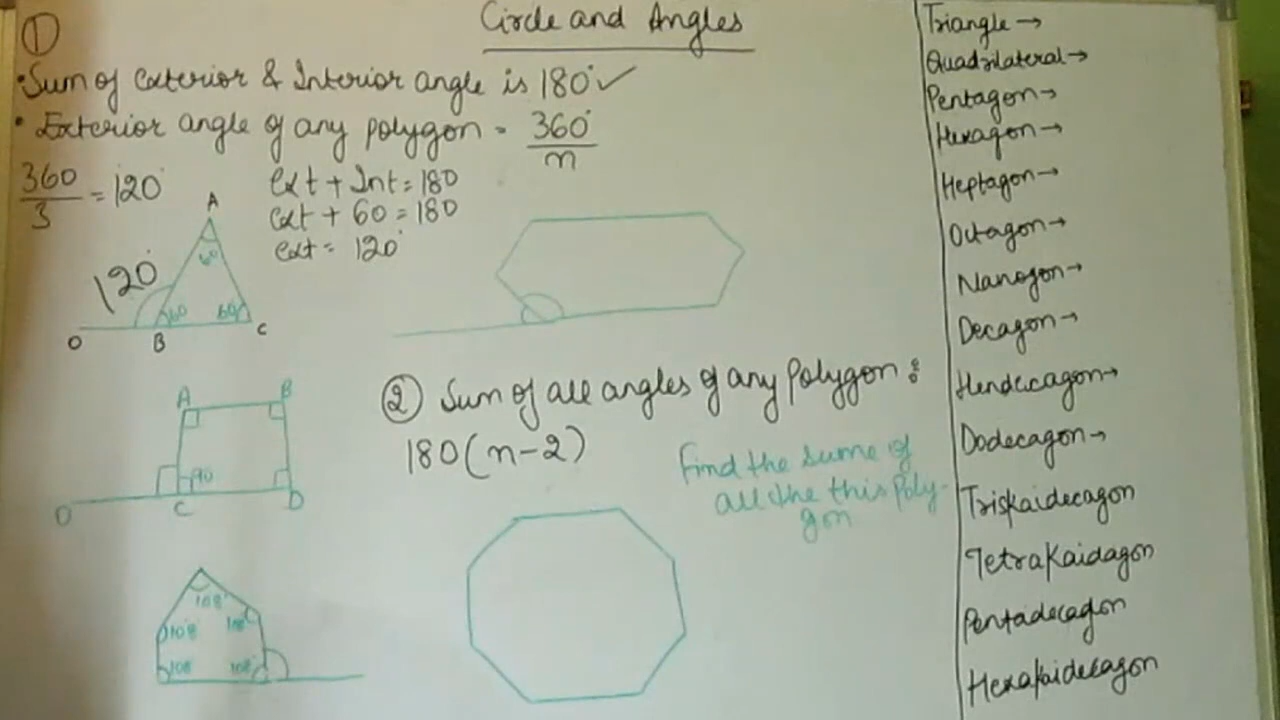 ①
Circle and Angles
•Sum of Exterior & Interior angle is 180° ✓
• Exterior angle of any polygon = 360°
n
360
3
= 120°
Ext + Int = 180
Ext + 60 = 180
Ext = 120°
A
60°
120°
60
60
O
B
C
A
B
90
O
C
D
108°
108
108
108
108°
② Sum of all angles of any Polygon :
180(n-2)
Find the sume of
all the this Poly-
gon
Triangle →
Quadrilateral →
Pentagon →
Hexagon →
Heptagon →
Octagon →
Nanogon →
Decagon →
Hendecagon →
Dodecagon →
Triskaidecagon
Tetrakaidagon
Pentadecagon
Hexakaidecagon